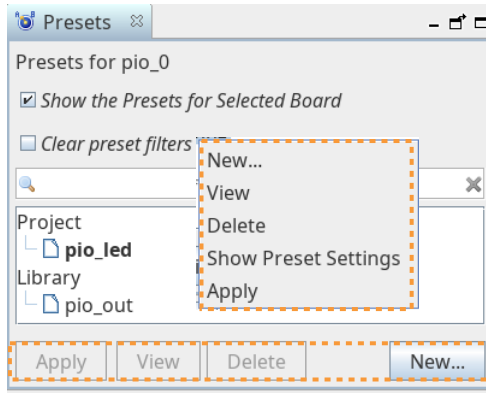 Presets
Presets for pio_0
Show the Presets for Selected Board
Clear preset filters
New...
View
Delete
Show Preset Settings
Apply
Project
pio_led
Library
pio_out
Apply View Delete New...